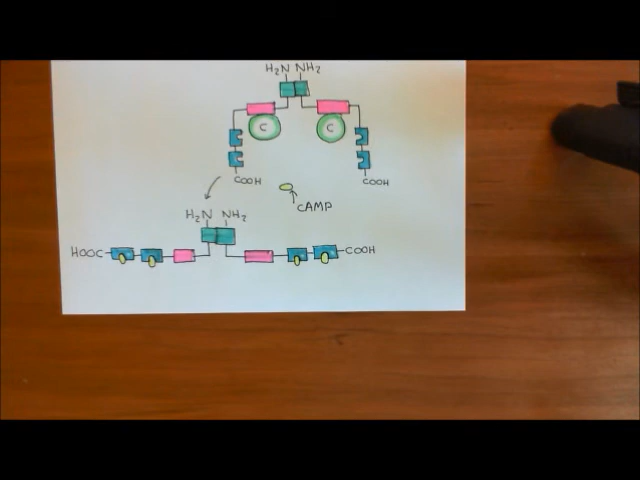 H₂N NH₂
C C
COOH COOH
cAMP
H₂N NH₂
HOOC COOH